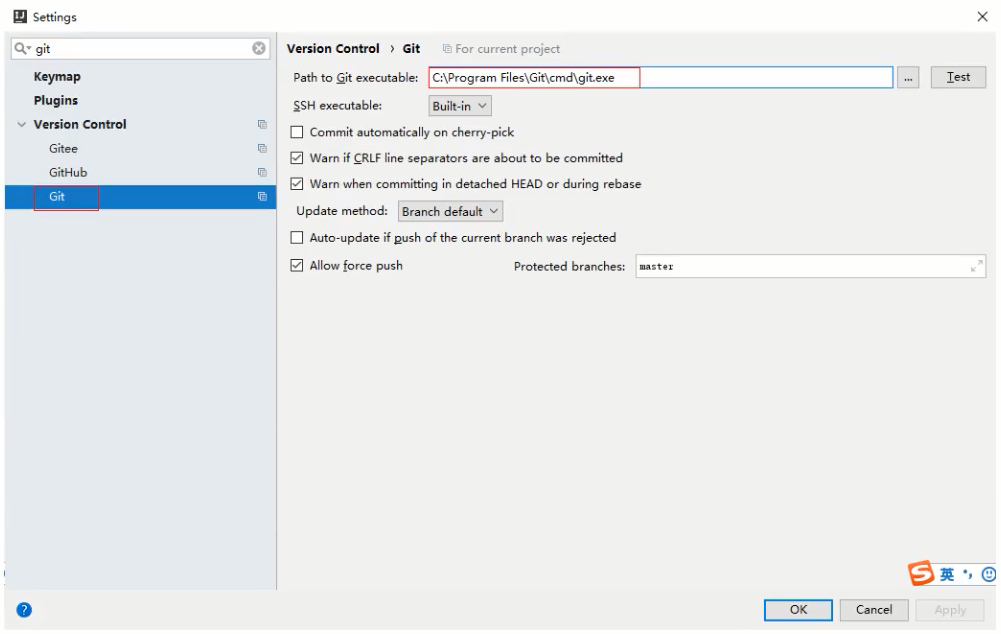 Settings
git
Keymap
Plugins
Version Control
Gitee
GitHub
Git
Version Control › Git For current project
Path to Git executable: C:\Program Files\Git\cmd\git.exe ... Test
SSH executable: Built-in
Commit automatically on cherry-pick
Warn if CRLF line separators are about to be committed
Warn when committing in detached HEAD or during rebase
Update method: Branch default
Auto-update if push of the current branch was rejected
Allow force push Protected branches: master
S 英 •,
? OK Cancel Apply